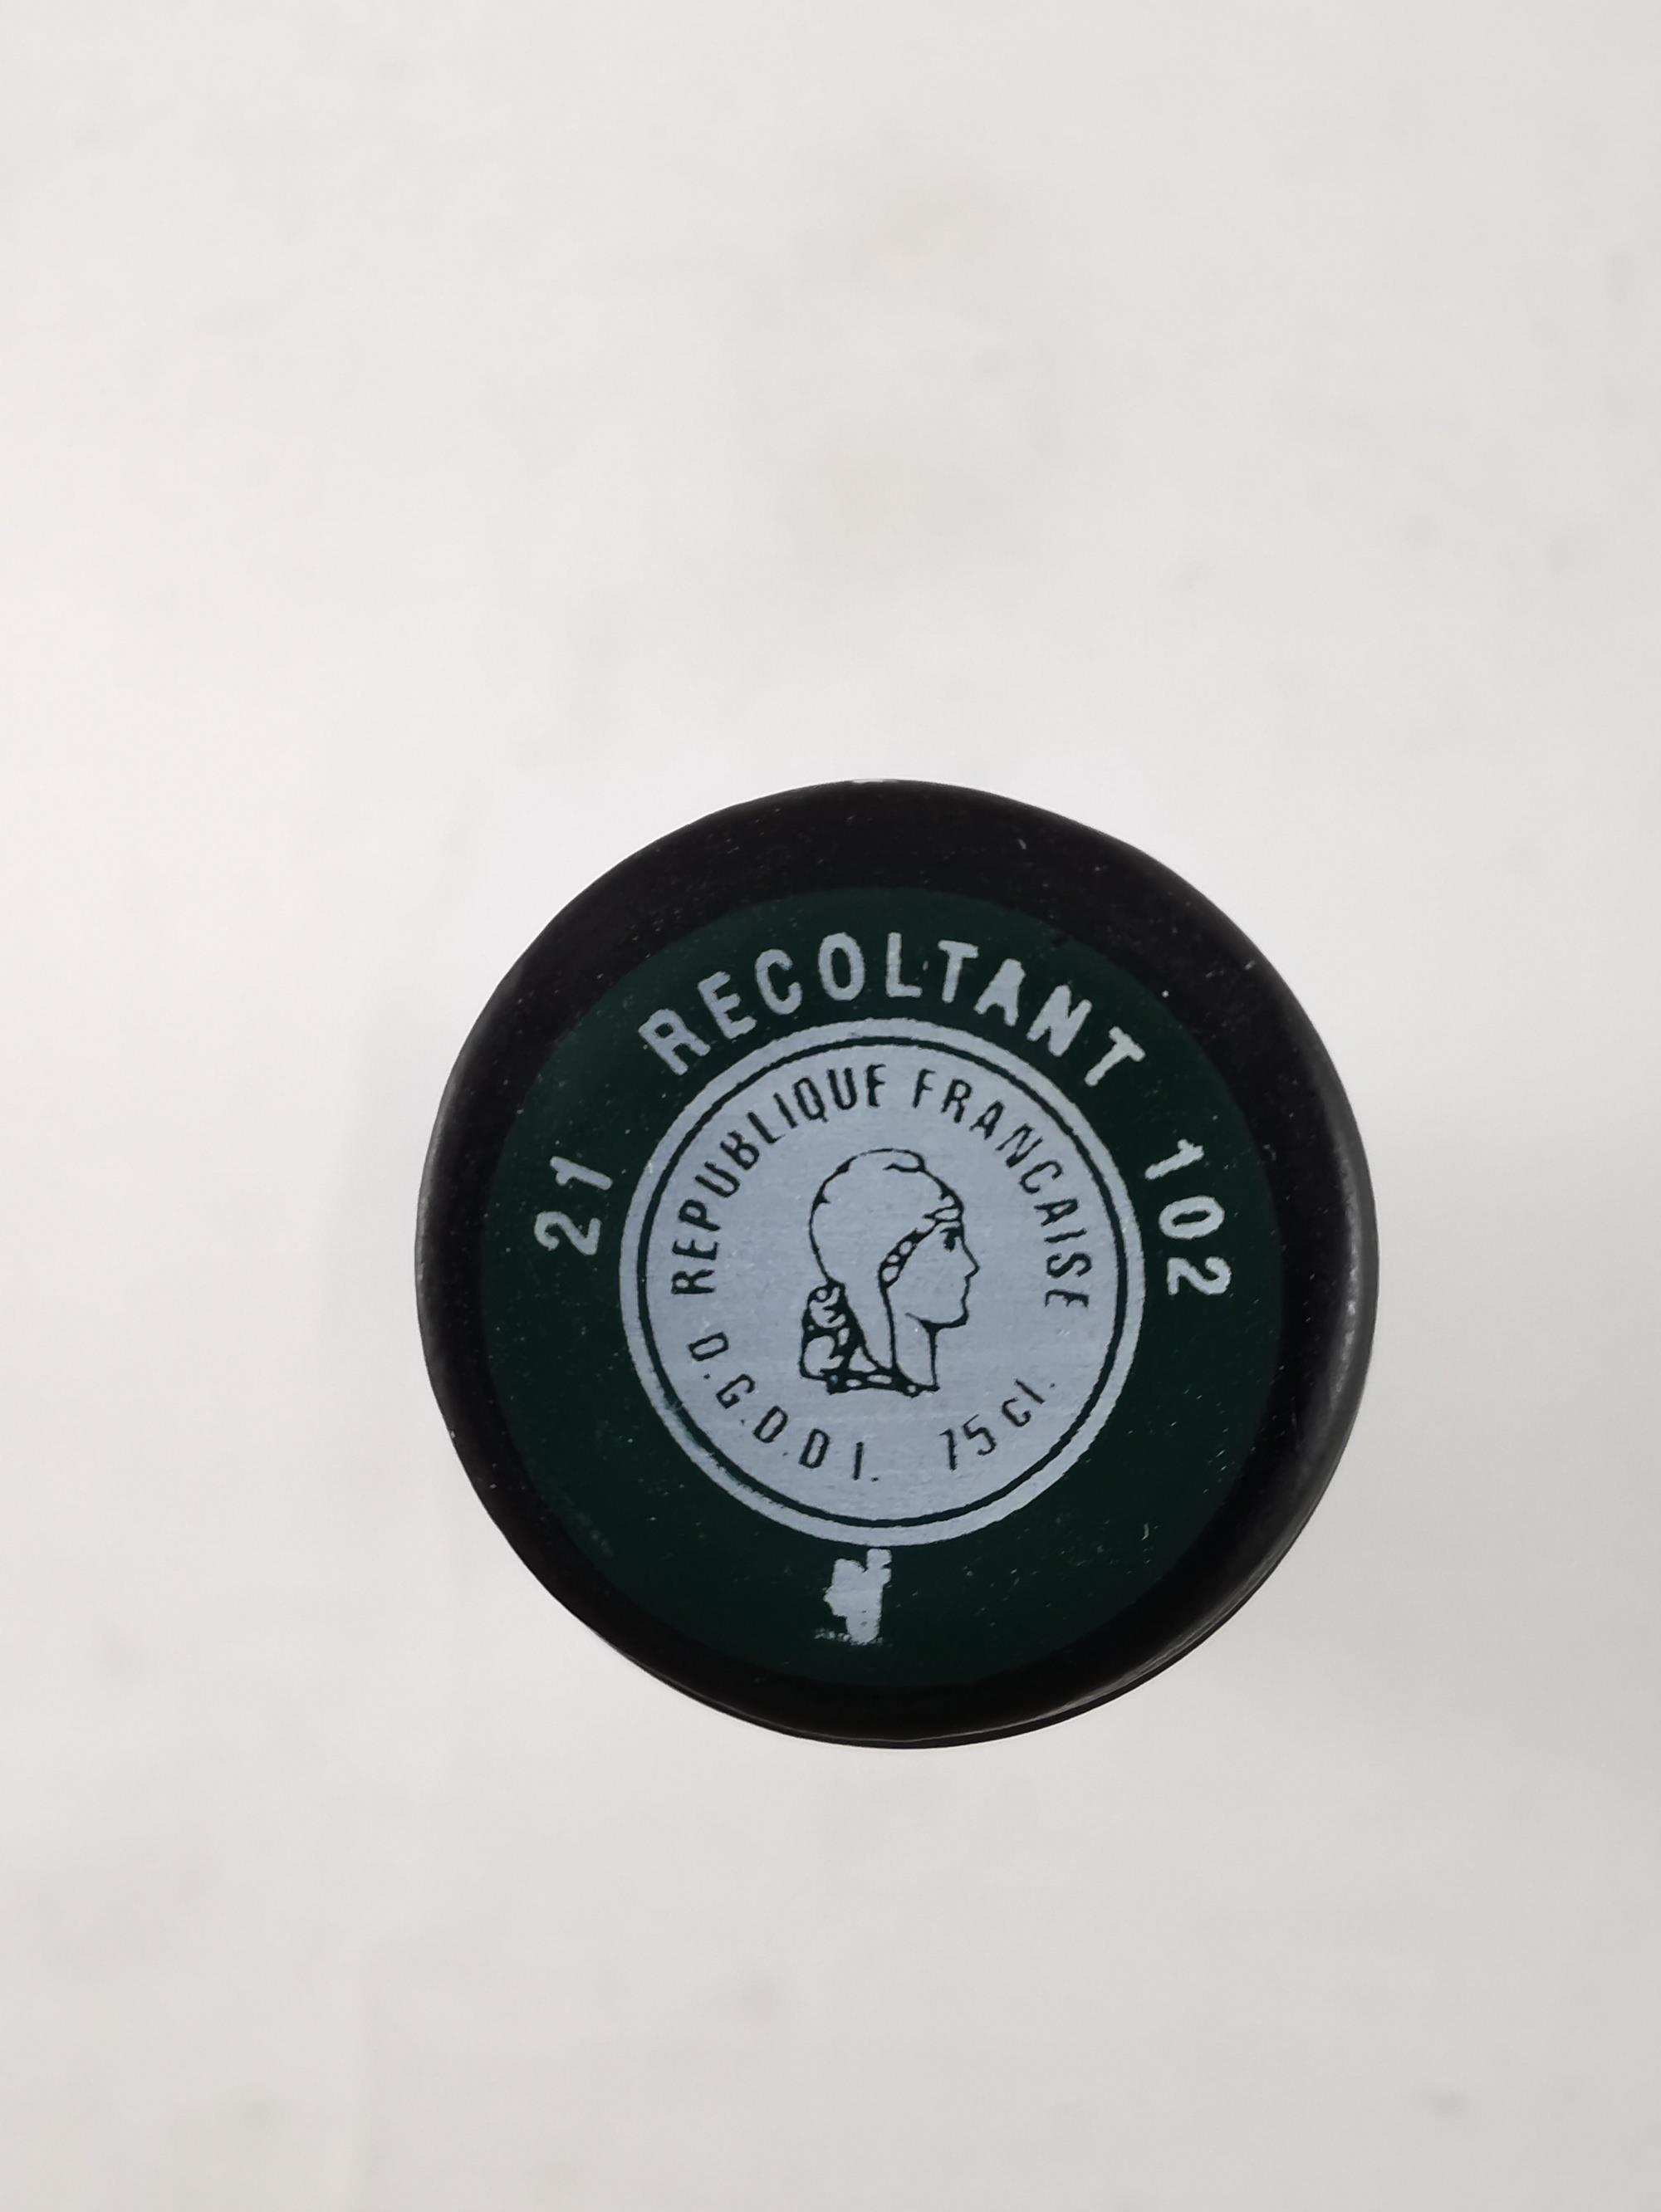 RECOLTANT
21
102
REPUBLIQUE FRANCAISE
D.G.D.D I. 75 Cl.